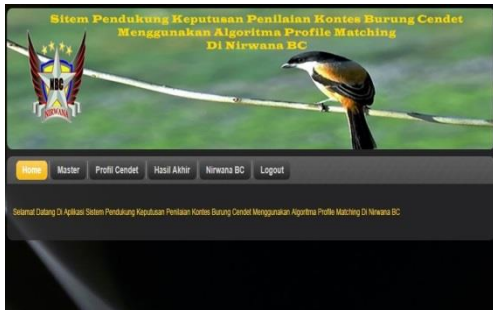 Sitem Pendukung Keputusan Penilaian Kontes Burung Cendet
Menggunakan Algoritma Profile Matching
Di Nirwana BC
NBC
NIRWANA
Home Master Profil Cendet Hasil Akhir Nirwana BC Logout
Selamat Datang Di Aplikasi Sistem Pendukung Keputusan Penilaian Kontes Burung Cendet Menggunakan Algoritma Profile Matching Di Nirwana BC